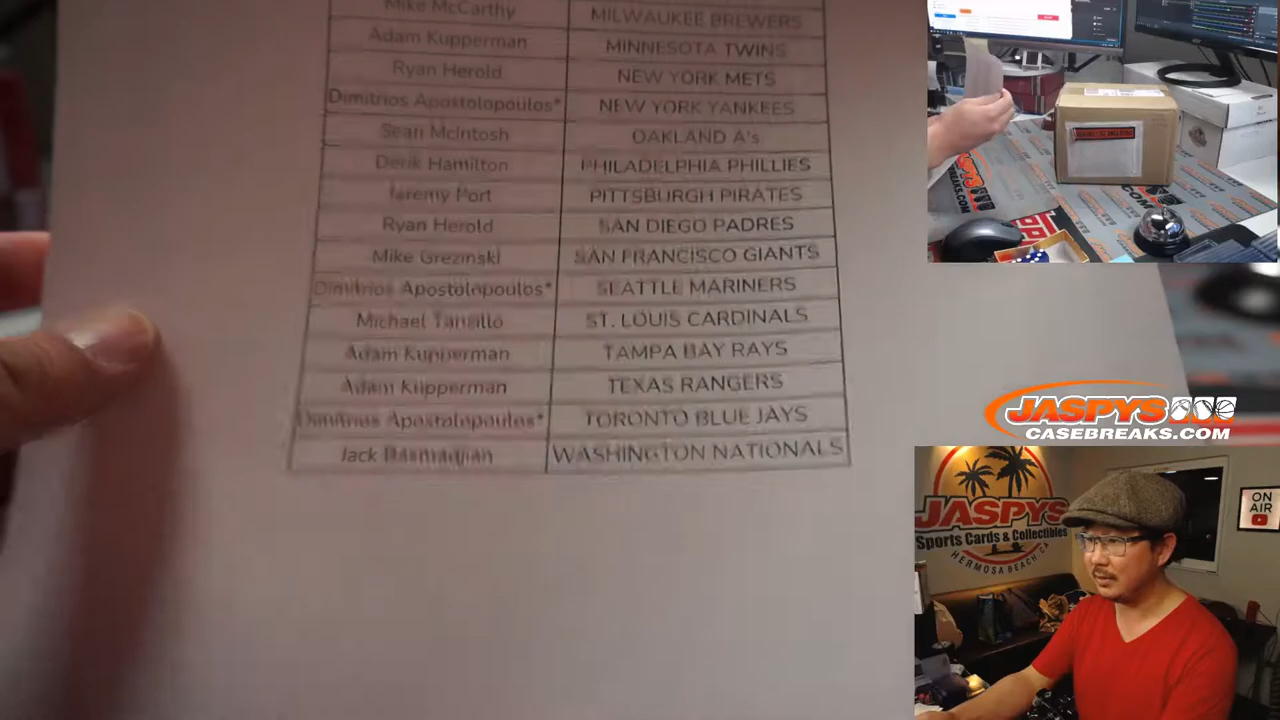 Mike McCarthy MILWAUKEE BREWERS
Adam Kupperman MINNESOTA TWINS
Ryan Herold NEW YORK METS
Dimitrios Apostolopoulos* NEW YORK YANKEES
Sean McIntosh OAKLAND A's
Derik Hamilton PHILADELPHIA PHILLIES
Jeremy Port PITTSBURGH PIRATES
Ryan Herold SAN DIEGO PADRES
Mike Grezinski SAN FRANCISCO GIANTS
Dimitrios Apostolopoulos* SEATTLE MARINERS
Michael Tansillo ST. LOUIS CARDINALS
Adam Kupperman TAMPA BAY RAYS
Adam Kupperman TEXAS RANGERS
Dimitrios Apostolopoulos* TORONTO BLUE JAYS
Jack WASHINGTON NATIONALS
JASPYS
CASEBREAKS.COM
JASPYS
Sports Cards & Collectibles
HERMOSA BEACH, CA
ON
AIR